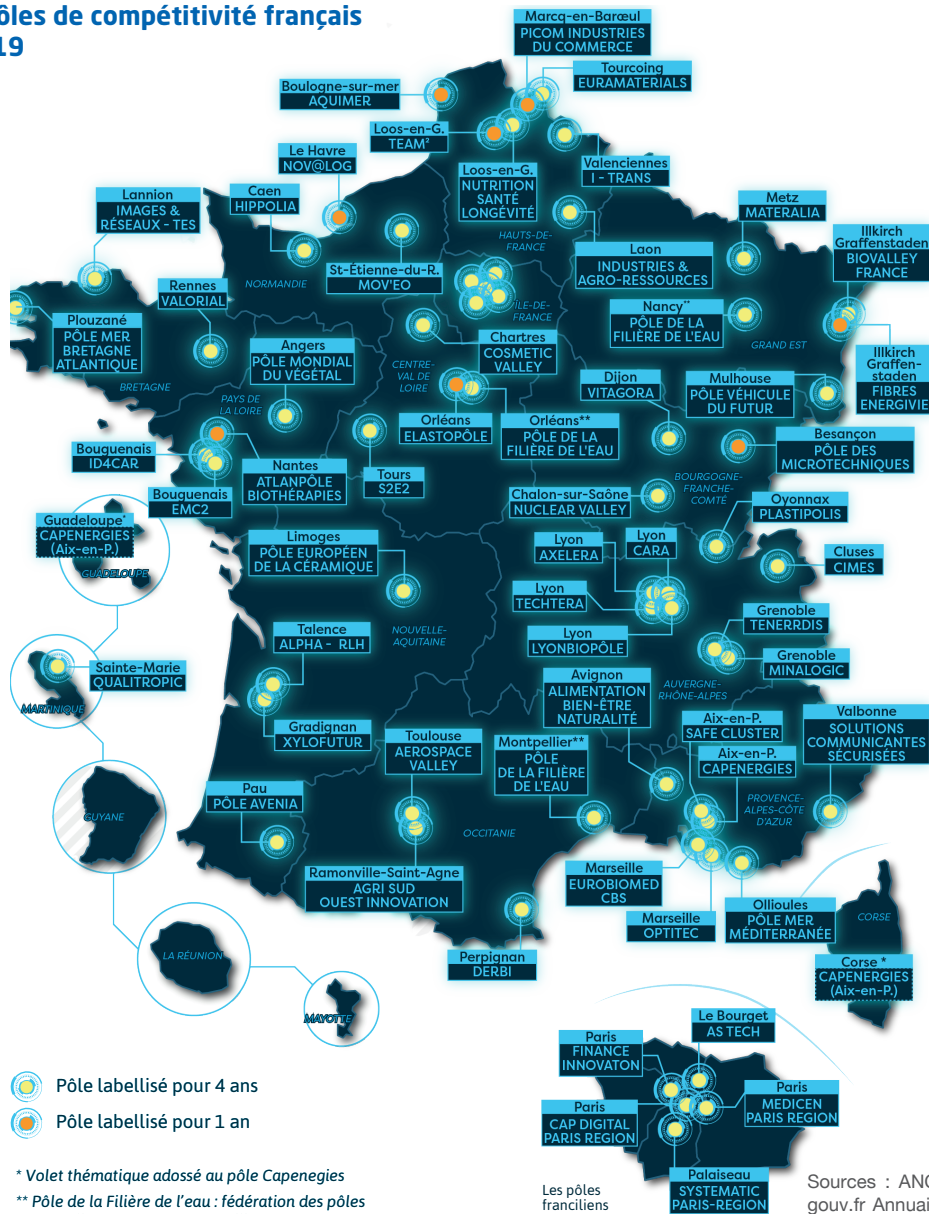 ôles de compétitivité français
19
Marcq-en-Barœul
PICOM INDUSTRIES
DU COMMERCE
Tourcoing
EURAMATERIALS
Boulogne-sur-mer
AQUIMER
Loos-en-G.
TEAM²
Le Havre
NOV@LOG
Valenciennes
I - TRANS
Loos-en-G.
NUTRITION
SANTÉ
LONGÉVITÉ
Caen
HIPPOLIA
Lannion
IMAGES &
RÉSEAUX - TES
Metz
MATERALIA
Illkirch
Graffenstaden
BIOVALLEY
FRANCE
HAUTS-DE-
FRANCE
Laon
INDUSTRIES &
AGRO-RESSOURCES
St-Étienne-du-R.
MOV'EO
NORMANDIE
Rennes
VALORIAL
ÎLE-DE-
FRANCE
Nancy**
PÔLE DE LA
FILIÈRE DE L'EAU
GRAND EST
Plouzané
PÔLE MER
BRETAGNE
ATLANTIQUE
BRETAGNE
Angers
PÔLE MONDIAL
DU VÉGÉTAL
Chartres
COSMETIC
VALLEY
CENTRE-
VAL DE
LOIRE
Illkirch
Graffen-
staden
FIBRES
ENERGIVIE
Dijon
VITAGORA
Mulhouse
PÔLE VÉHICULE
DU FUTUR
PAYS DE
LA LOIRE
Orléans
ELASTOPÔLE
Orléans**
PÔLE DE LA
FILIÈRE DE L'EAU
Besançon
PÔLE DES
MICROTECHNIQUES
Bouguenais
ID4CAR
Nantes
ATLANPÔLE
BIOTHÉRAPIES
Tours
S2E2
Bouguenais
EMC2
BOURGOGNE-
FRANCHE-
COMTÉ
Chalon-sur-Saône
NUCLEAR VALLEY
Oyonnax
PLASTIPOLIS
Guadeloupe*
CAPENERGIES
(Aix-en-P.)
GUADELOUPE
Limoges
PÔLE EUROPÉEN
DE LA CÉRAMIQUE
Lyon
AXELERA
Lyon
CARA
Cluses
CIMES
Lyon
TECHTERA
Lyon
LYONBIOPÔLE
Grenoble
TENERRDIS
Grenoble
MINALOGIC
NOUVELLE-
AQUITAINE
Talence
ALPHA - RLH
Sainte-Marie
QUALITROPIC
MARTINIQUE
AUVERGNE-
RHÔNE-ALPES
Avignon
ALIMENTATION
BIEN-ÊTRE
NATURALITÉ
Gradignan
XYLOFUTUR
Toulouse
AEROSPACE
VALLEY
Montpellier**
PÔLE
DE LA FILIÈRE
DE L'EAU
Aix-en-P.
SAFE CLUSTER
Aix-en-P.
CAPENERGIES
Valbonne
SOLUTIONS
COMMUNICANTES
SÉCURISÉES
Pau
PÔLE AVENIA
GUYANE
OCCITANIE
PROVENCE-
ALPES-CÔTE
D'AZUR
Ramonville-Saint-Agne
AGRI SUD
OUEST INNOVATION
Marseille
EUROBIOMED
CBS
Marseille
OPTITEC
Ollioules
PÔLE MER
MÉDITERRANÉE
CORSE
Corse *
CAPENERGIES
(Aix-en-P.)
Perpignan
DERBI
LA RÉUNION
MAYOTTE
Le Bourget
AS TECH
Paris
FINANCE
INNOVATON
Paris
CAP DIGITAL
PARIS REGION
Paris
MEDICEN
PARIS REGION
Palaiseau
SYSTEMATIC
PARIS-REGION
Les pôles
franciliens
Pôle labellisé pour 4 ans
Pôle labellisé pour 1 an
* Volet thématique adossé au pôle Capenegies
** Pôle de la Filière de l'eau : fédération des pôles
Sources : ANC
gouv.fr Annuai